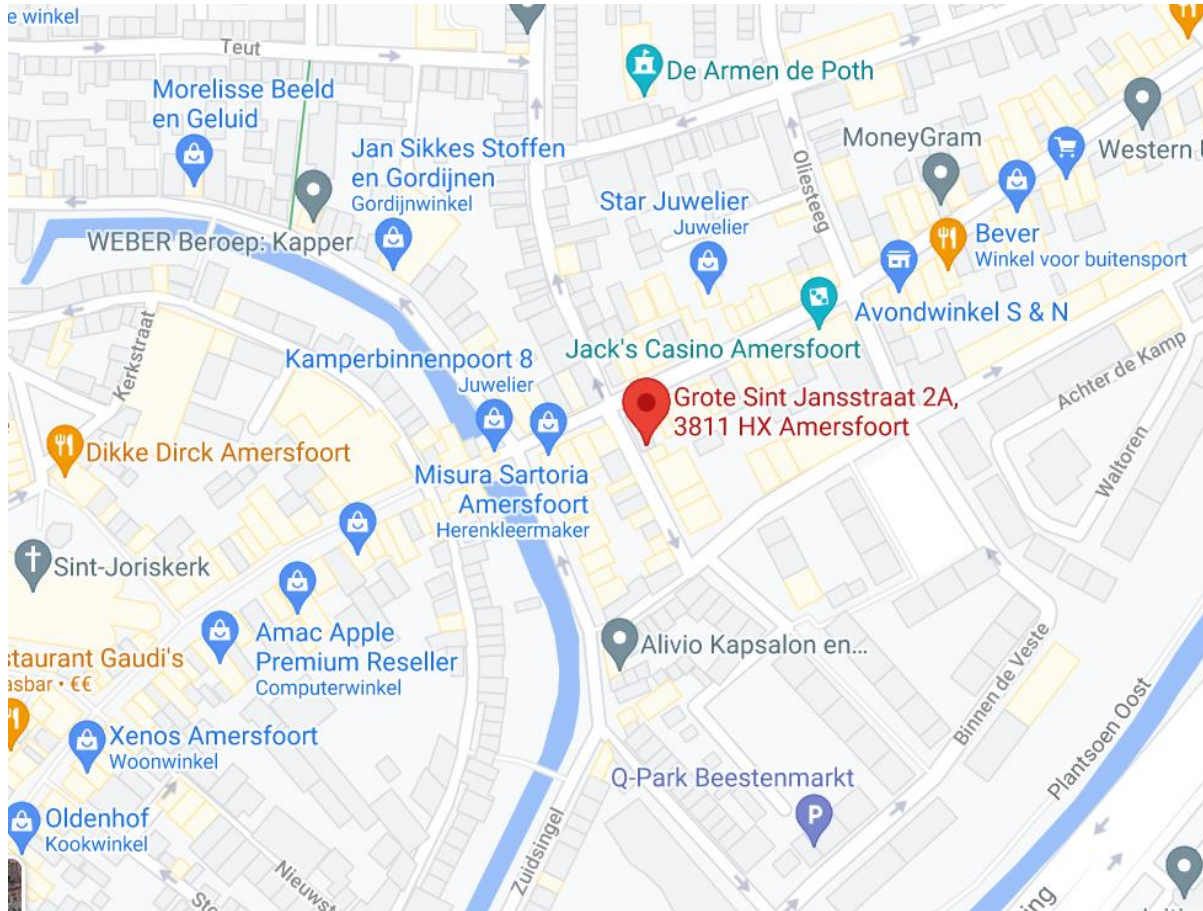 e winkel
Teut
De Armen de Poth
Morelisse Beeld
en Geluid
MoneyGram
Western
Jan Sikkes Stoffen
en Gordijnen
Gordijnwinkel
Oliesteeg
Star Juwelier
Juwelier
WEBER Beroep: Kapper
Bever
Winkel voor buitensport
Avondwinkel S & N
Kerkstraat
Kamperbinnenpoort 8
Juwelier
Jack's Casino Amersfoort
Achter de Kamp
Grote Sint Jansstraat 2A,
3811 HX Amersfoort
Dikke Dirck Amersfoort
Misura Sartoria
Amersfoort
Herenkleermaker
Waltoren
Sint-Joriskerk
Amac Apple
Premium Reseller
Computerwinkel
Alivio Kapsalon en...
staurant Gaudi's
asbar • €€
Binnen de Veste
Plantsoen Oost
Xenos Amersfoort
Woonwinkel
Q-Park Beestenmarkt
P
Oldenhof
Kookwinkel
Zuidsingel
Nieuwst
ing